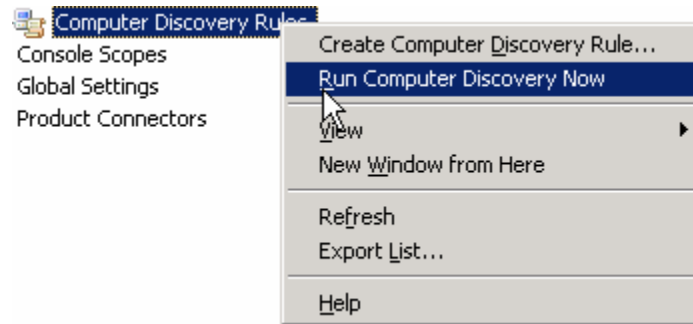 Computer Discovery Rules
Console Scopes
Global Settings
Product Connectors
Create Computer Discovery Rule...
Run Computer Discovery Now
View
New Window from Here
Refresh
Export List...
Help